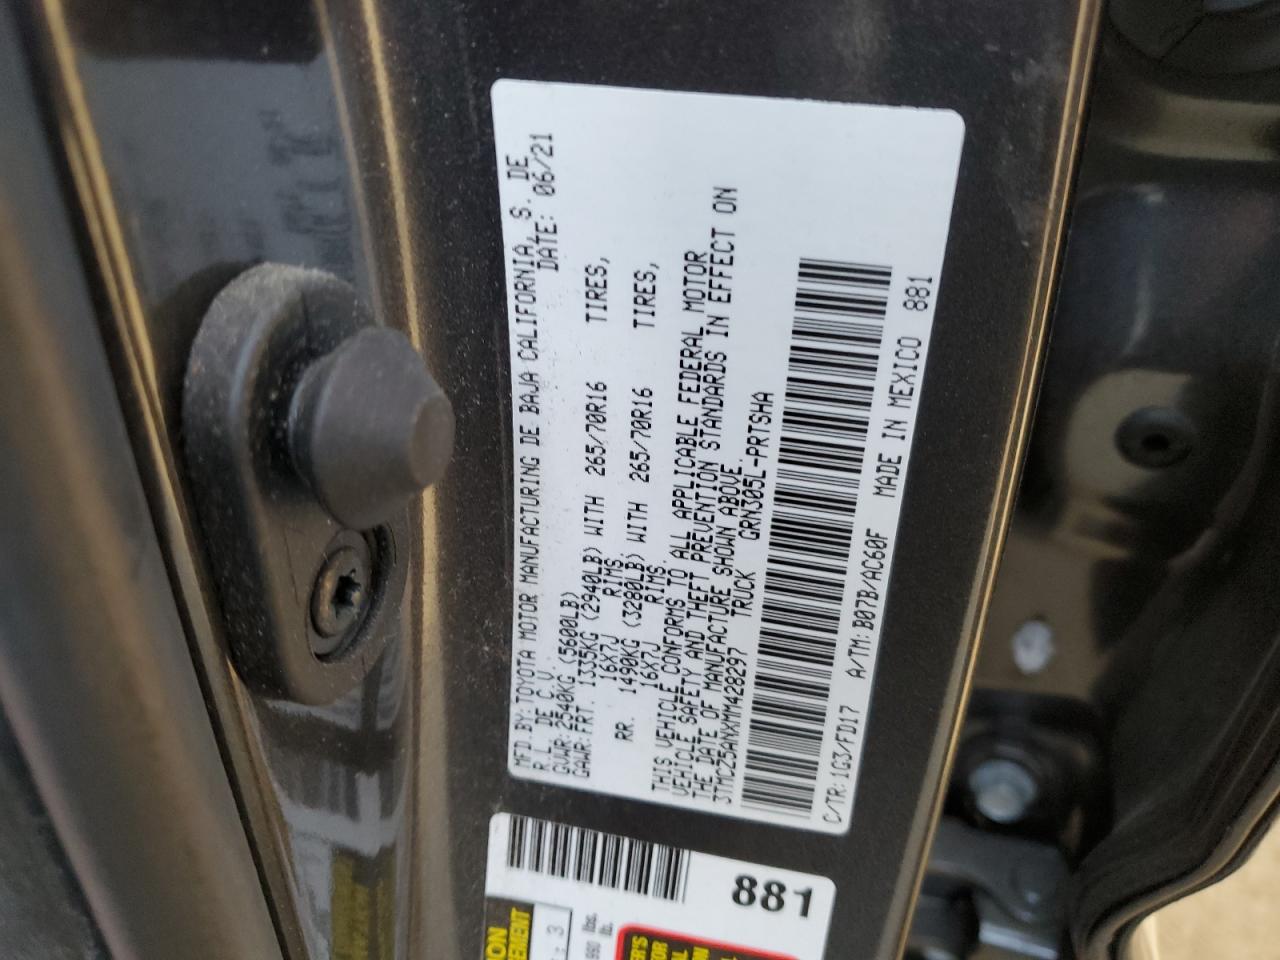 MFD BY: TOYOTA MOTOR MANUFACTURING DE BAJA CALIFORNIA, S. DE
R.L. DE C.V. DATE: 06/21
GVWR: 2540KG (5600LB)
GAWR: FRT. 1335KG (2940LB) WITH 265/70R16 TIRES,
16X7J RIMS
RR. 1490KG (3280LB) WITH 265/70R16 TIRES,
16X7J RIMS.
THIS VEHICLE CONFORMS TO ALL APPLICABLE FEDERAL MOTOR
VEHICLE SAFETY AND THEFT PREVENTION STANDARDS IN EFFECT ON
THE DATE OF MANUFACTURE SHOWN ABOVE.
3TMCZ5ANXMM428297 TRUCK GRN305L-PRTSHA
C/TR: 1G3/FD17 A/TM: B07B/AC60F MADE IN MEXICO 881
881